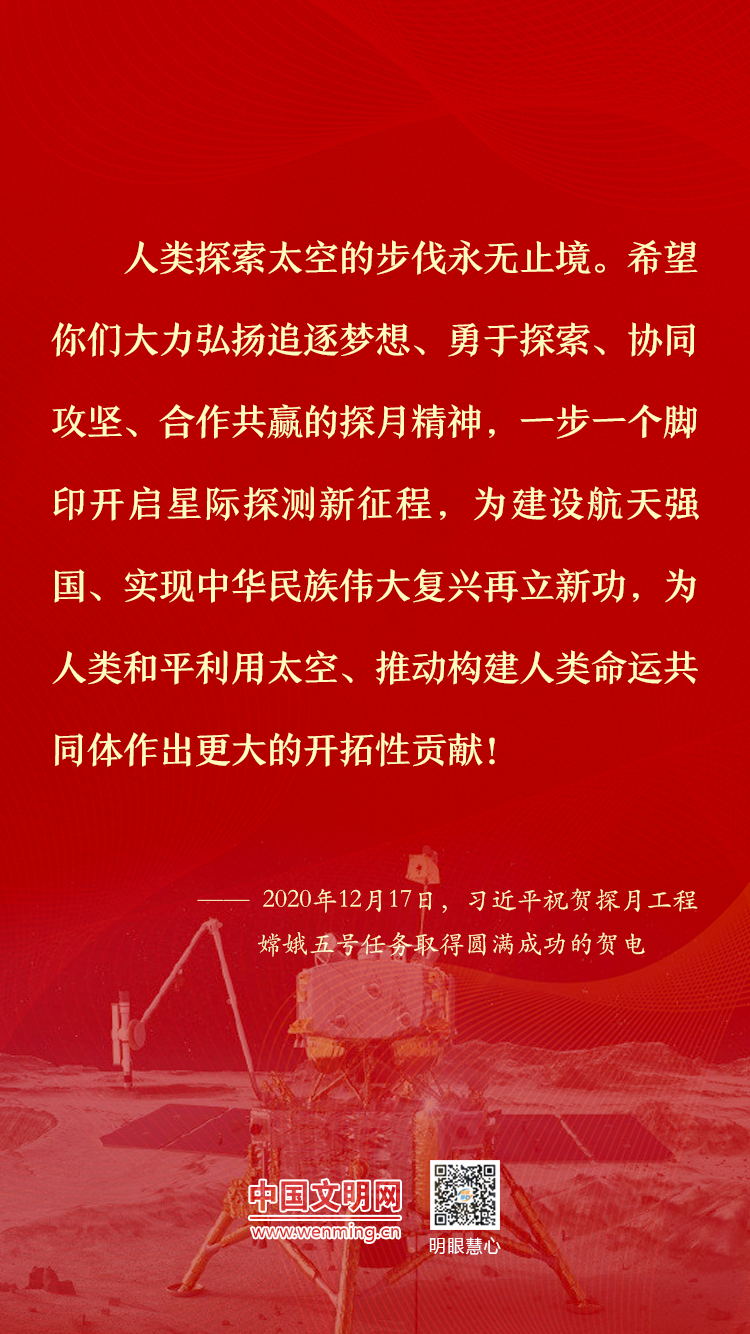 人类探索太空的步伐永无止境。希望
你们大力弘扬追逐梦想、勇于探索、协同
攻坚、合作共赢的探月精神，一步一个脚
印开启星际探测新征程，为建设航天强
国、实现中华民族伟大复兴再立新功，为
人类和平利用太空、推动构建人类命运共
同体作出更大的开拓性贡献！
—— 2020年12月17日，习近平祝贺探月工程
嫦娥五号任务取得圆满成功的贺电
中国文明网
www.wenming.cn
明眼慧心